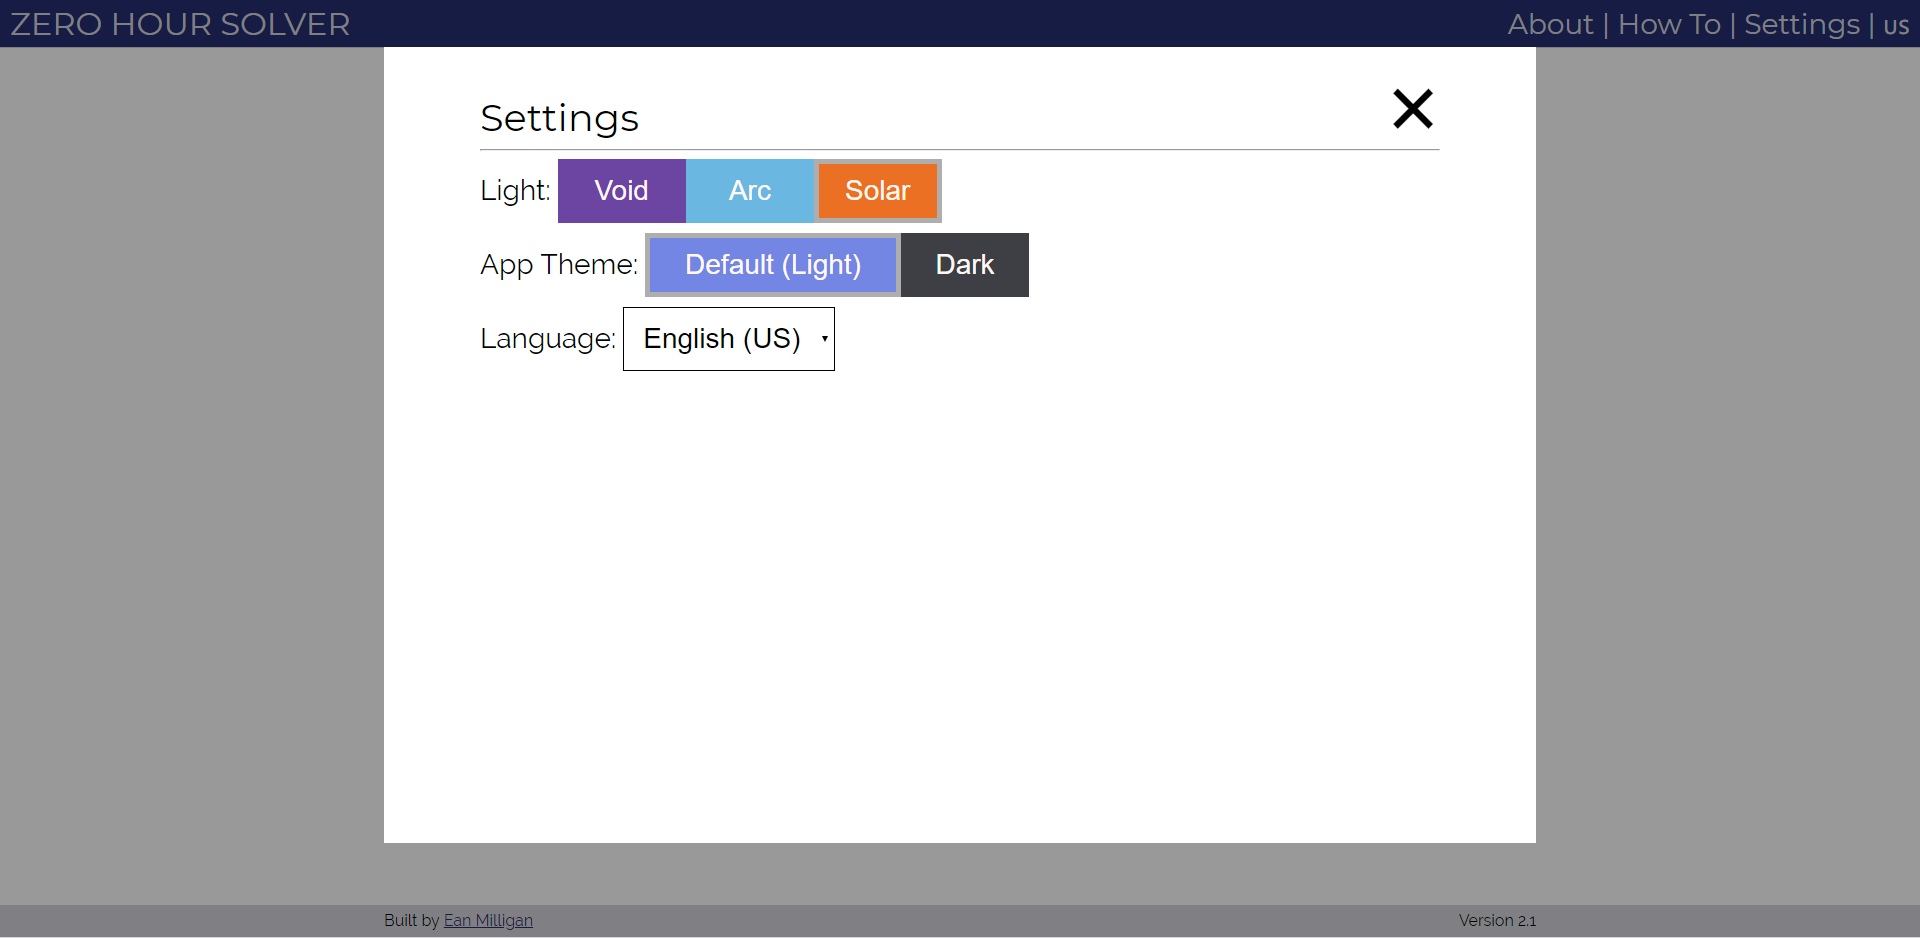 ZERO HOUR SOLVER
About | How To | Settings | US
Settings
Light: Void Arc Solar
App Theme: Default (Light) Dark
Language: English (US)
Built by Ean Milligan
Version 2.1